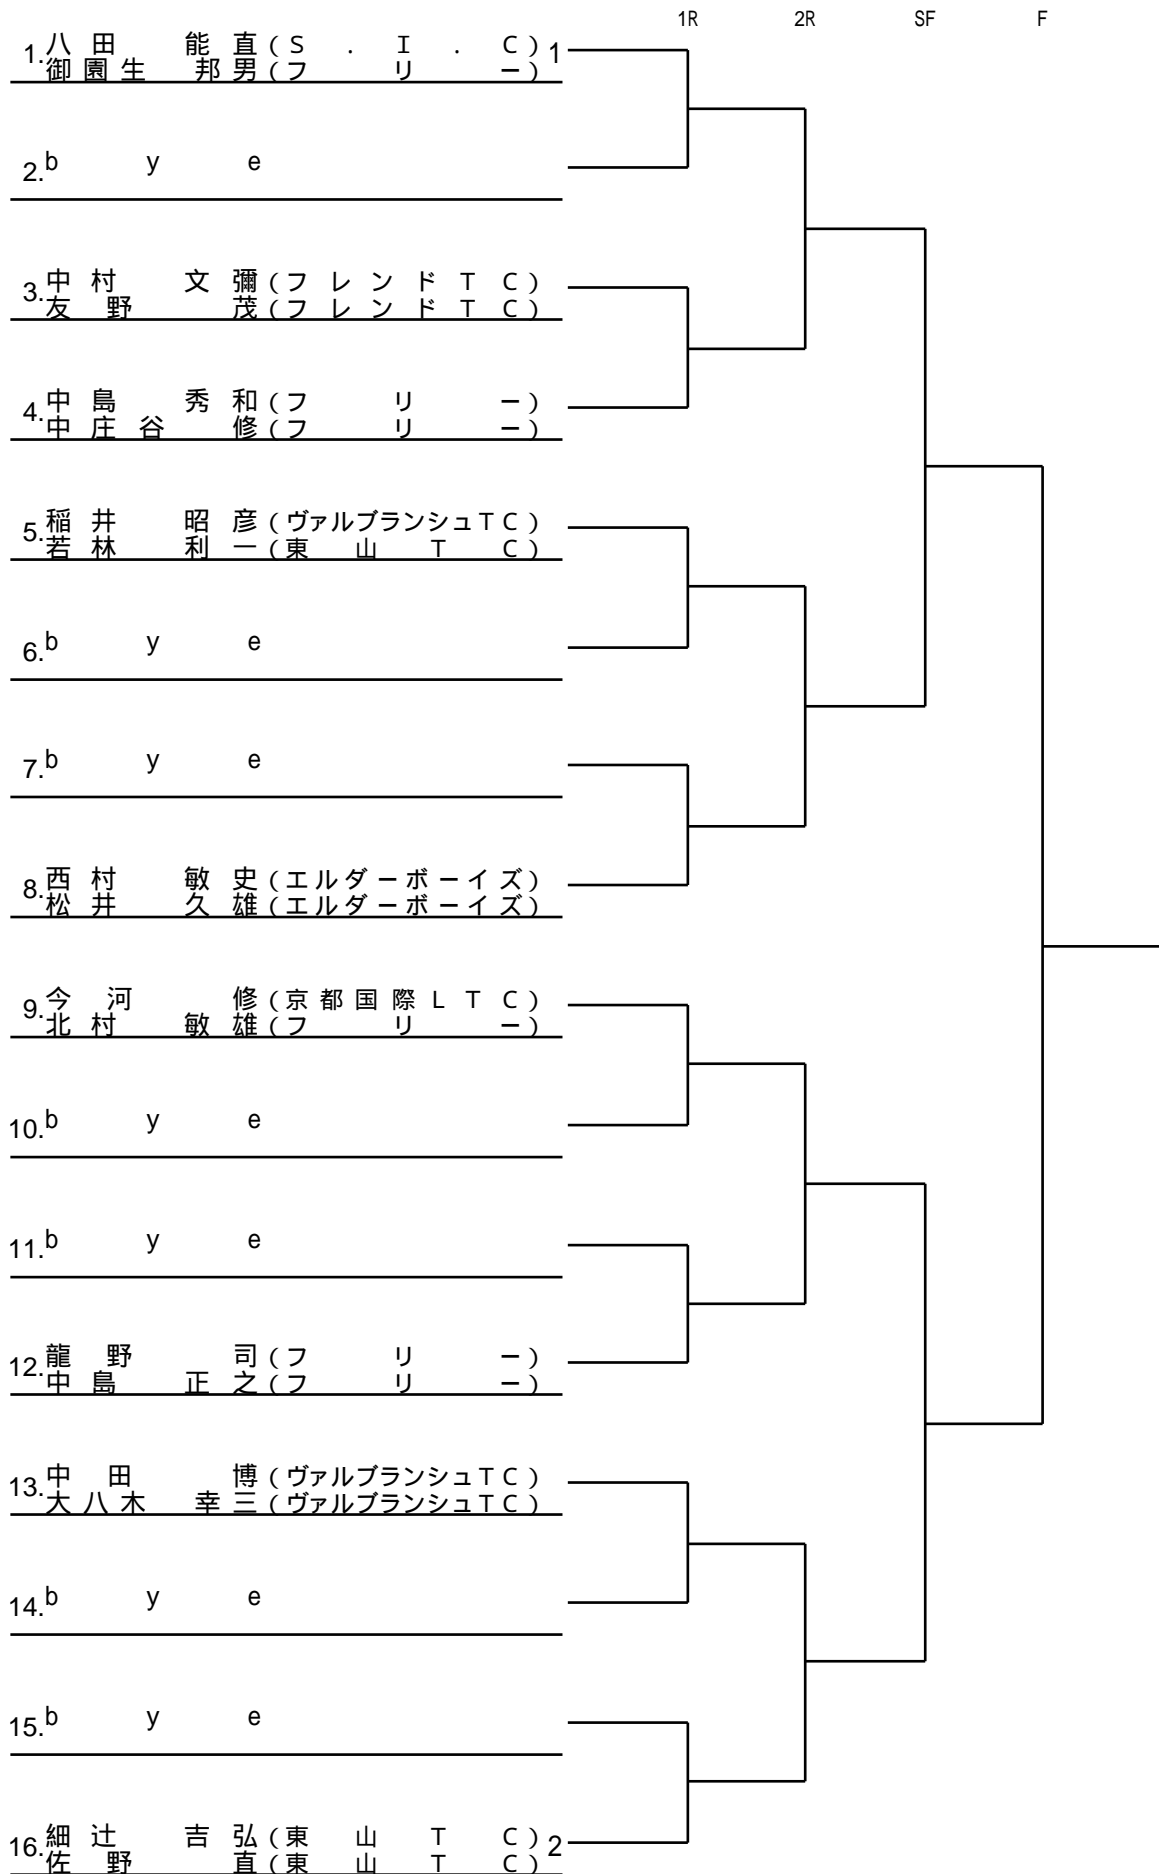 1R 2R SF F
1. 八田 能直 (S.I.C) 1
御園生 邦男 (フリー)
2. bye
3. 中村 文彌 (フレンドTC)
友野 茂 (フレンドTC)
4. 中島 秀和 (フリー)
中庄谷 修 (フリー)
5. 稲井 昭彦 (ヴァルブランシュTC)
若林 利一 (東山TC)
6. bye
7. bye
8. 西村 敏史 (エルダーボーイズ)
松井 久雄 (エルダーボーイズ)
9. 今河 修 (京都国際LTC)
北村 敏雄 (フリー)
10. bye
11. bye
12. 龍野 司 (フリー)
中島 正之 (フリー)
13. 中田 博 (ヴァルブランシュTC)
大八木 幸三 (ヴァルブランシュTC)
14. bye
15. bye
16. 細辻 吉弘 (東山TC) 2
佐野 直 (東山TC)